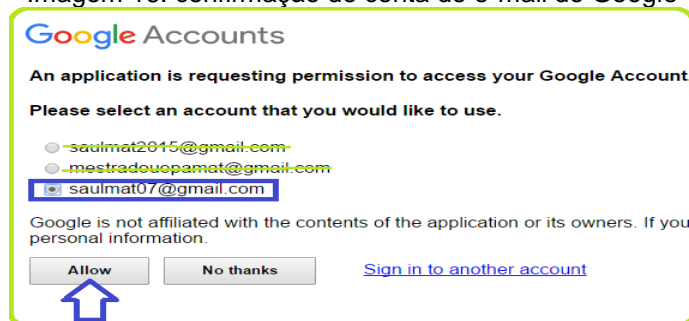 Imagem 10: confirmação de conta de e-mail do Google
Google Accounts
An application is requesting permission to access your Google Account
Please select an account that you would like to use.
saulmat2015@gmail.com
mestradouopamat@gmail.com
saulmat07@gmail.com
Google is not affiliated with the contents of the application or its owners. If you
personal information.
Allow No thanks Sign in to another account